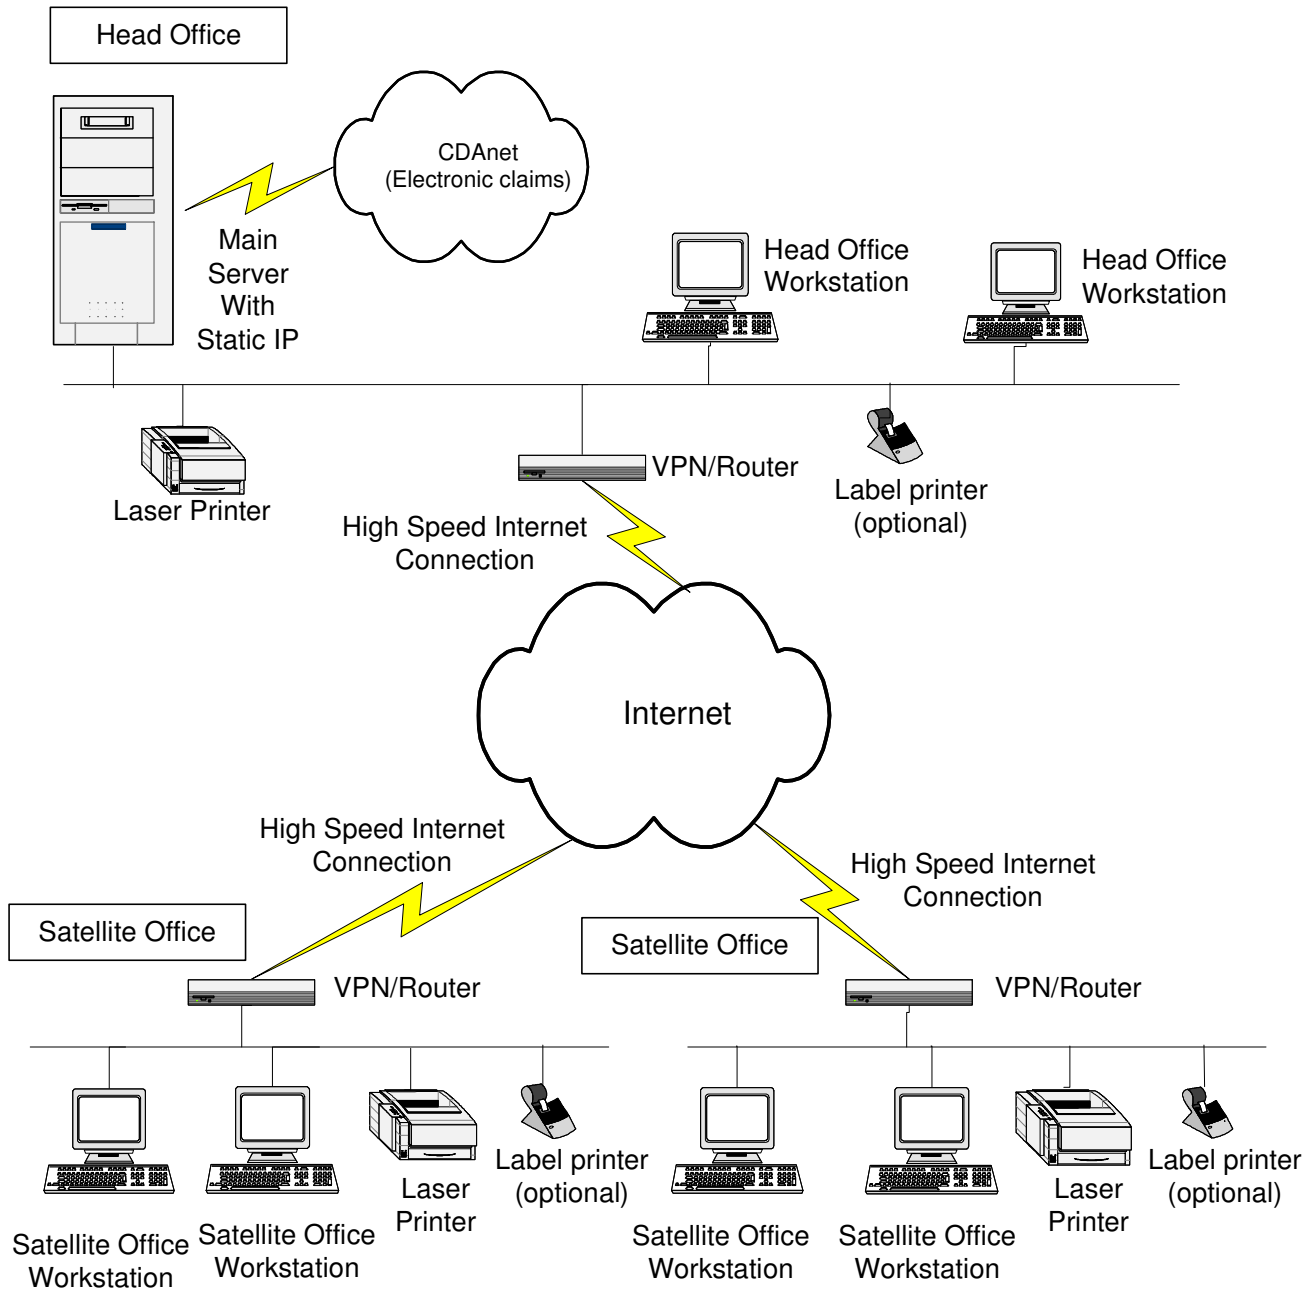 Head Office
CDAnet
(Electronic claims)
Main
Server
With
Static IP
Head Office
Workstation
Head Office
Workstation
Laser Printer
VPN/Router
Label printer
(optional)
High Speed Internet
Connection
Internet
High Speed Internet
Connection
High Speed Internet
Connection
Satellite Office
Satellite Office
VPN/Router
VPN/Router
Satellite Office
Workstation
Satellite Office
Workstation
Laser
Printer
Label printer
(optional)
Satellite Office
Workstation
Satellite Office
Workstation
Laser
Printer
Label printer
(optional)